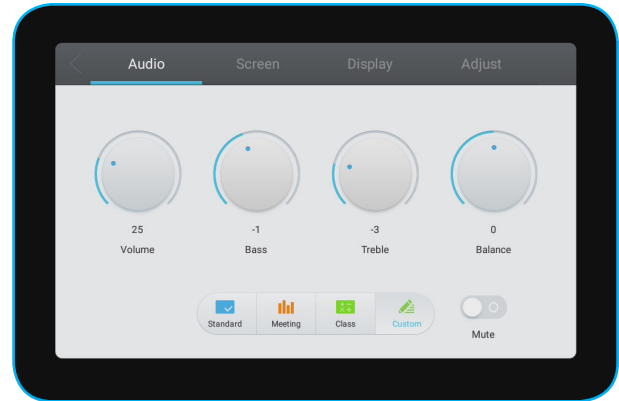 Audio Screen Display Adjust
25 -1 -3 0
Volume Bass Treble Balance
Standard Meeting Class Custom
Mute